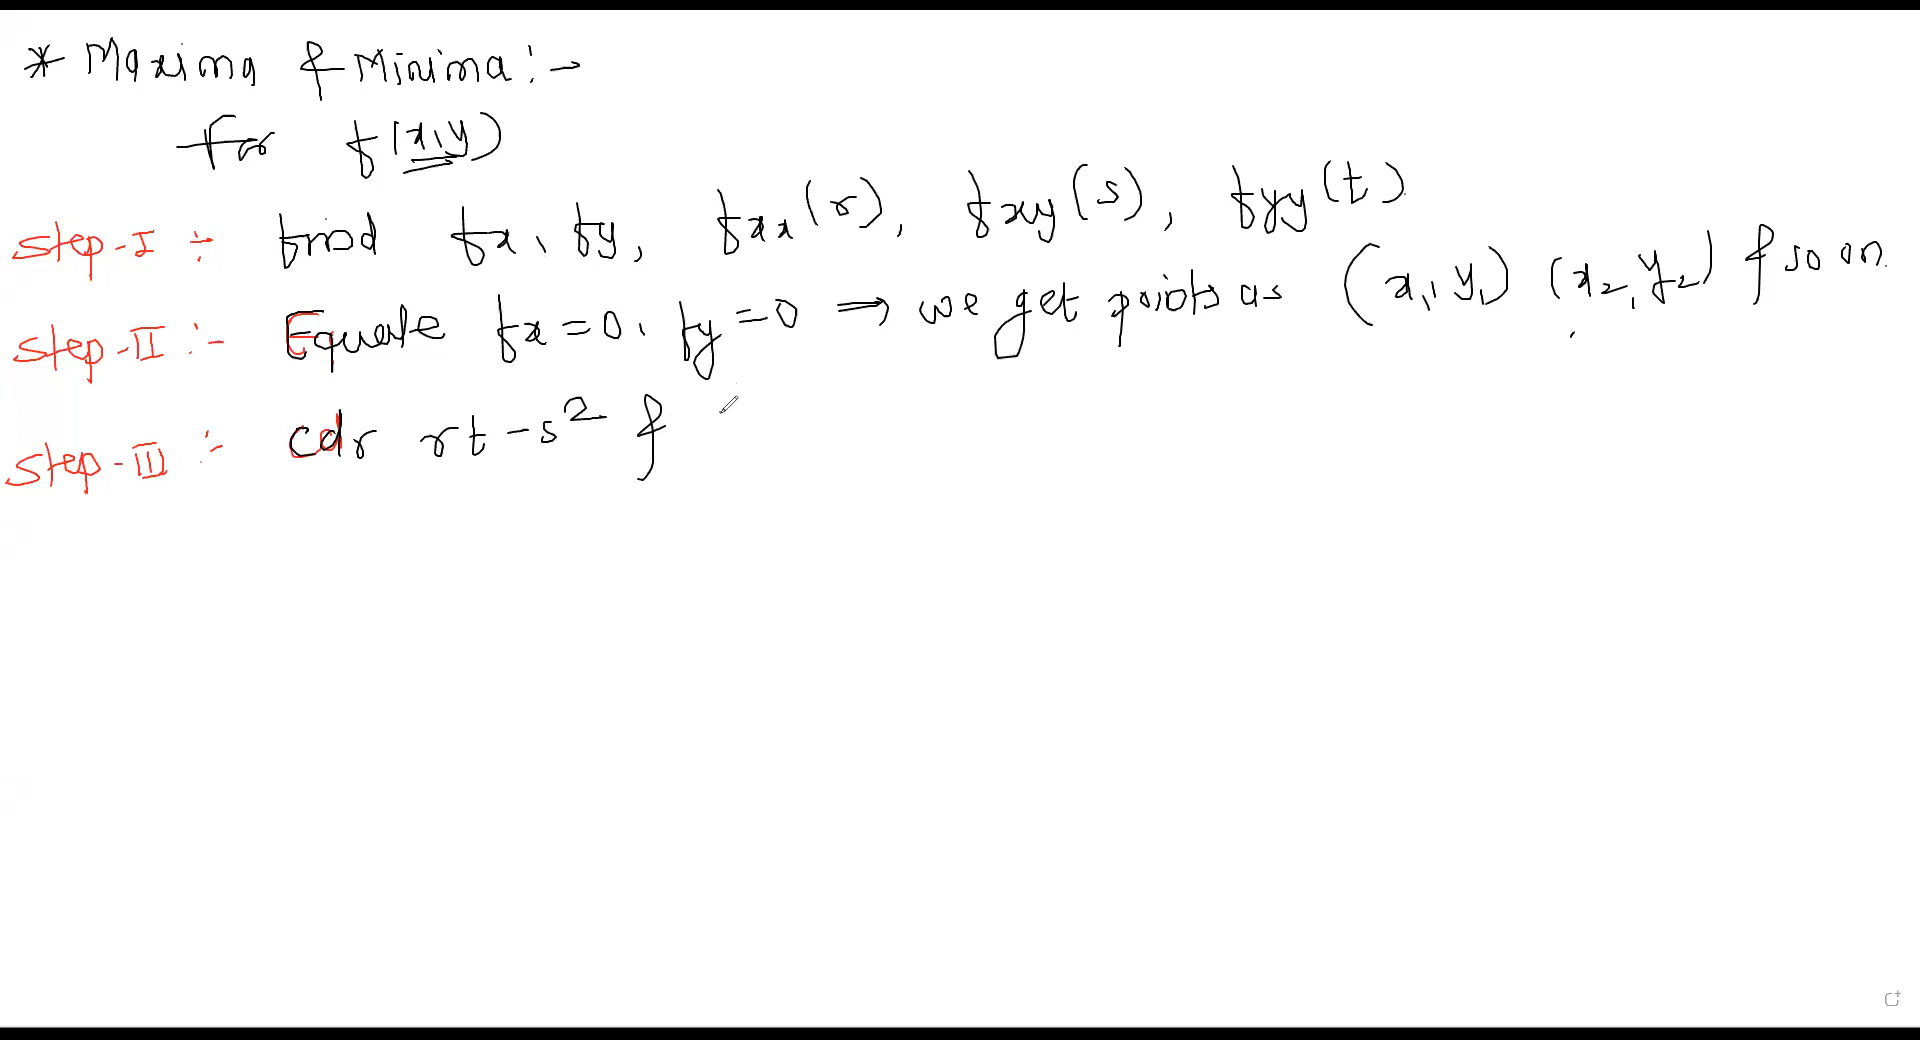 * Maxima & Minima :-
For f(x,y)
Step-I :- find fx, fy, fxx(r), fxy(s), fyy(t)
Step-II :- Equate fx=0, fy=0 ⇒ we get points as (x₁, y₁) (x₂, y₂) & so on.
Step-III :- cdr rt-s² &